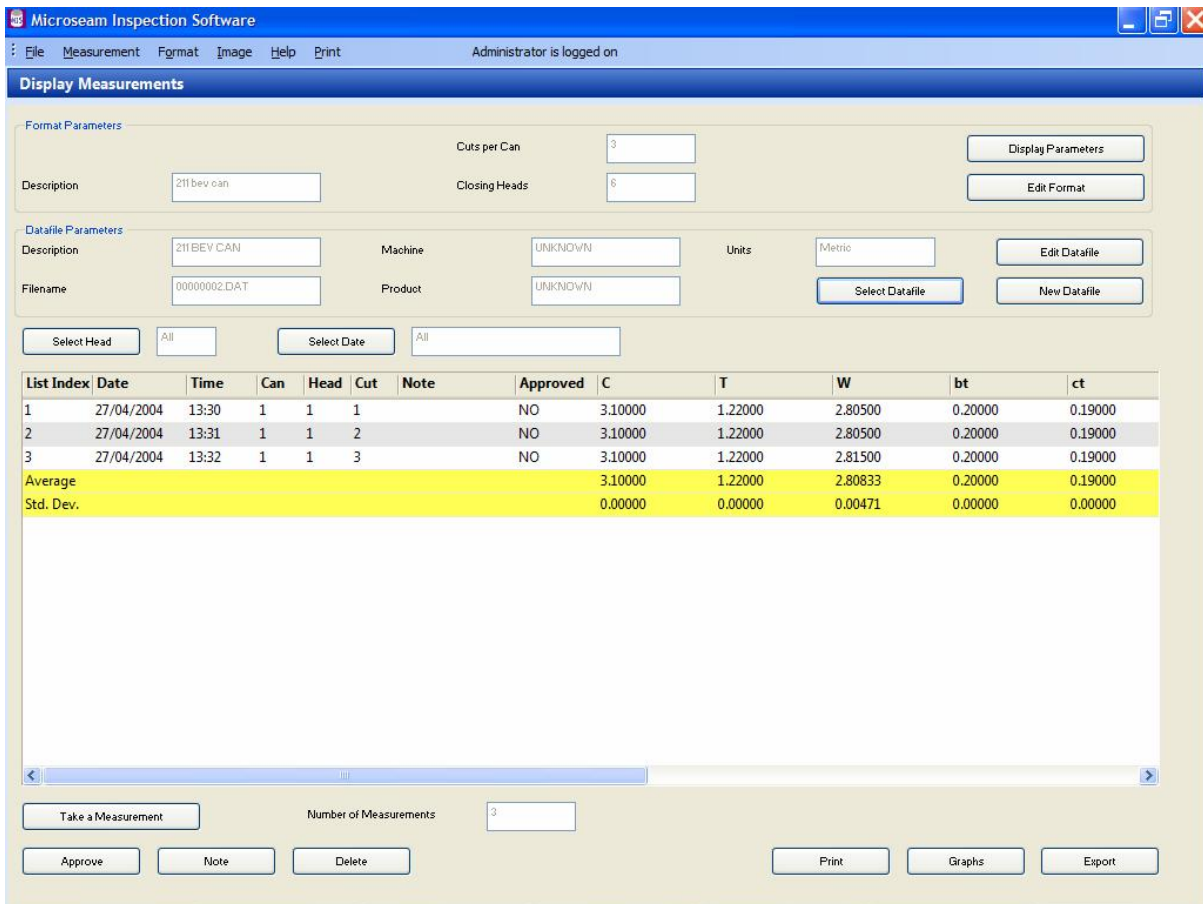 MIS Microseam Inspection Software
File Measurement Format Image Help Print Administrator is logged on
Display Measurements
Format Parameters
Cuts per Can 3 Display Parameters
Description 211 bev can Closing Heads 6 Edit Format
Datafile Parameters
Description 211 BEV CAN Machine UNKNOWN Units Metric Edit Datafile
Filename 00000002.DAT Product UNKNOWN Select Datafile New Datafile
Select Head All Select Date All
List Index Date Time Can Head Cut Note Approved C T W bt ct
1 27/04/2004 13:30 1 1 1 NO 3.10000 1.22000 2.80500 0.20000 0.19000
2 27/04/2004 13:31 1 1 2 NO 3.10000 1.22000 2.80500 0.20000 0.19000
3 27/04/2004 13:32 1 1 3 NO 3.10000 1.22000 2.81500 0.20000 0.19000
Average 3.10000 1.22000 2.80833 0.20000 0.19000
Std. Dev. 0.00000 0.00000 0.00471 0.00000 0.00000
Take a Measurement Number of Measurements 3
Approve Note Delete Print Graphs Export